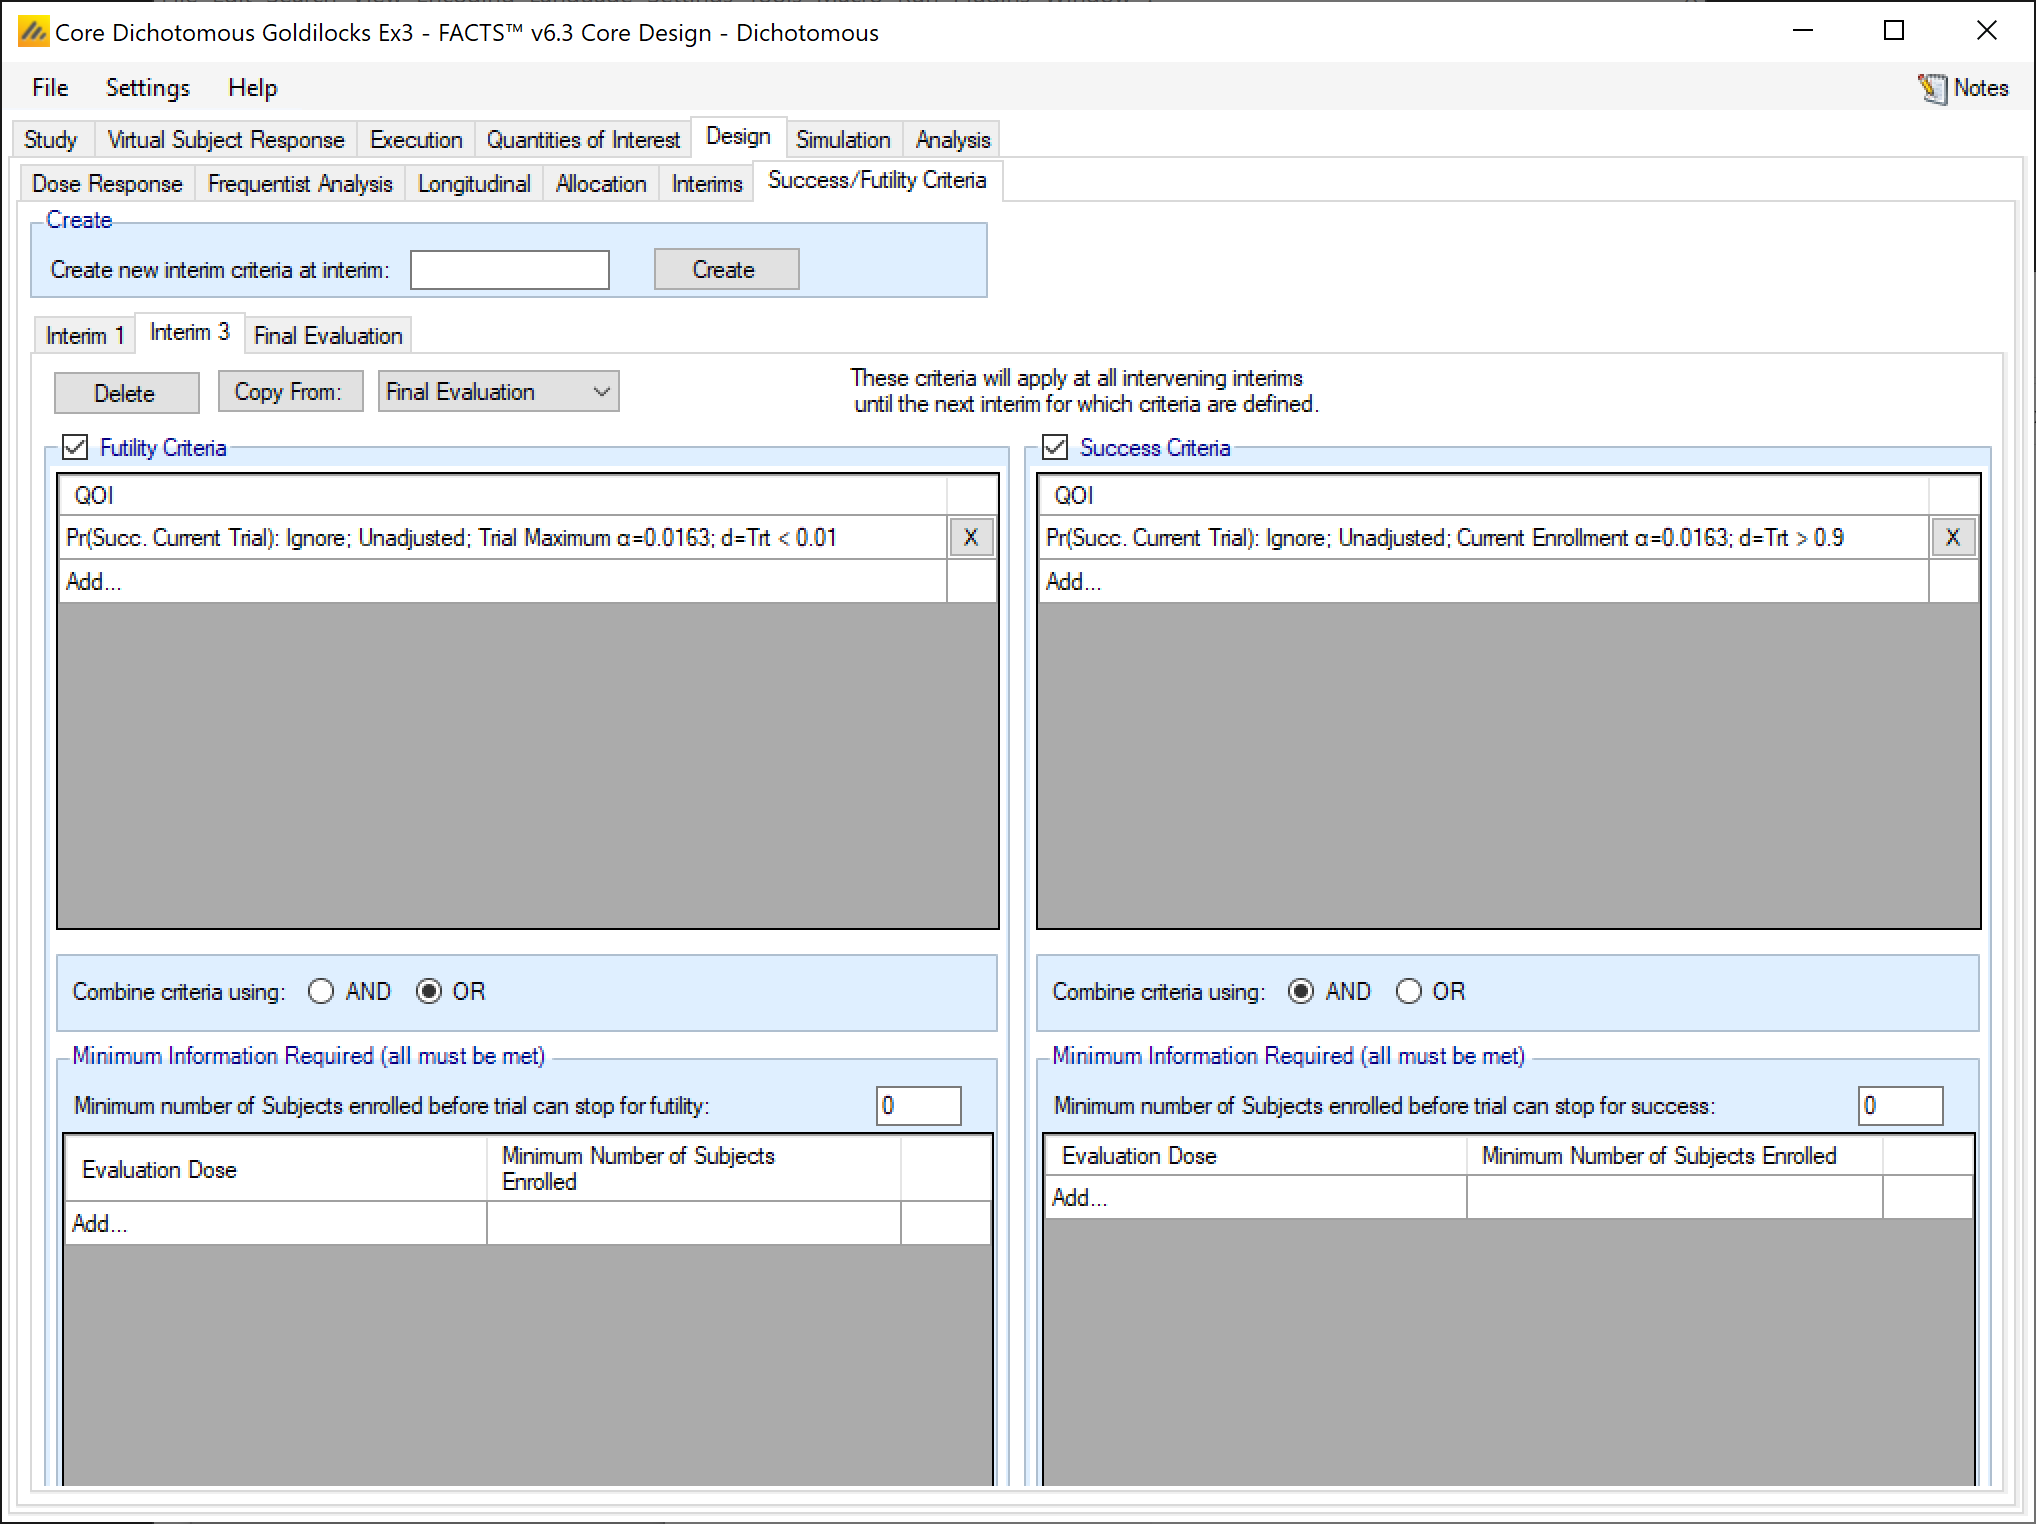 Core Dichotomous Goldilocks Ex3 - FACTS™ v6.3 Core Design - Dichotomous
File Settings Help Notes
Study Virtual Subject Response Execution Quantities of Interest Design Simulation Analysis
Dose Response Frequentist Analysis Longitudinal Allocation Interims Success/Futility Criteria
Create
Create new interim criteria at interim: Create
Interim 1 Interim 3 Final Evaluation
Delete Copy From: Final Evaluation
These criteria will apply at all intervening interims
until the next interim for which criteria are defined.
Futility Criteria
QOI
Pr(Succ. Current Trial): Ignore; Unadjusted; Trial Maximum α=0.0163; d=Trt < 0.01 X
Add...
Combine criteria using: AND OR
Minimum Information Required (all must be met)
Minimum number of Subjects enrolled before trial can stop for futility: 0
Evaluation Dose
Minimum Number of Subjects
Enrolled
Add...
Success Criteria
QOI
Pr(Succ. Current Trial): Ignore; Unadjusted; Current Enrollment α=0.0163; d=Trt > 0.9 X
Add...
Combine criteria using: AND OR
Minimum Information Required (all must be met)
Minimum number of Subjects enrolled before trial can stop for success: 0
Evaluation Dose Minimum Number of Subjects Enrolled
Add...